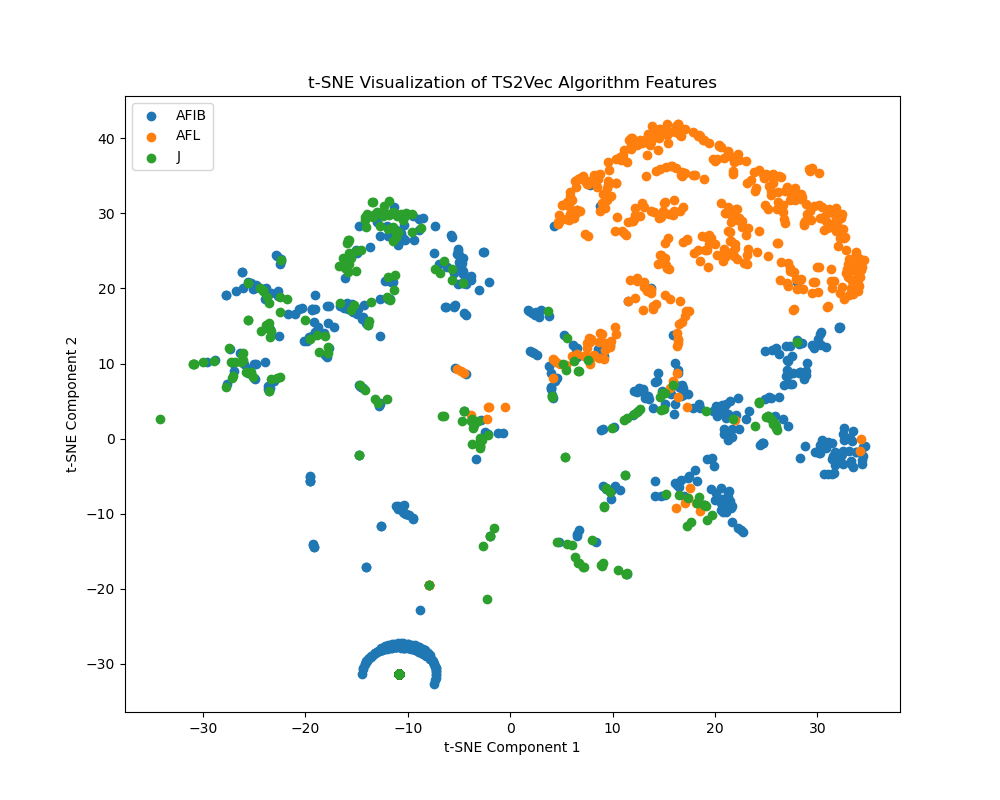 t-SNE Visualization of TS2Vec Algorithm Features
AFIB
AFL
J
40
30
20
10
0
−10
−20
−30
t-SNE Component 2
−30 −20 −10 0 10 20 30
t-SNE Component 1